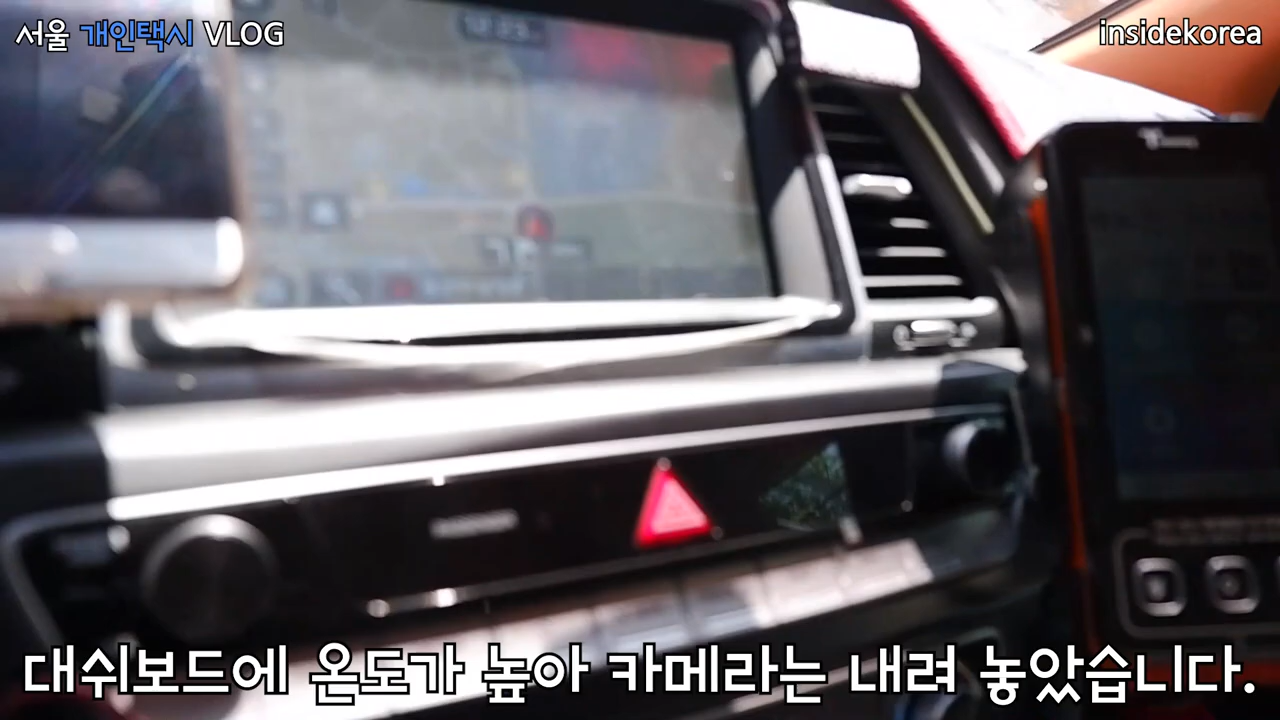 서울 개인택시 VLOG
insidekorea
대쉬보드에 온도가 높아 카메라는 내려 놓았습니다.